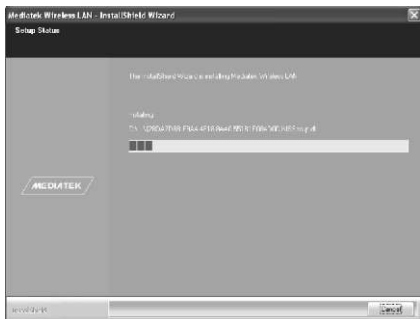 Mediatek Wireless LAN - InstallShield Wizard
Setup Status
The InstallShield Wizard is installing Mediatek Wireless LAN
Installing
MEDIATEK
InstallShield
Cancel